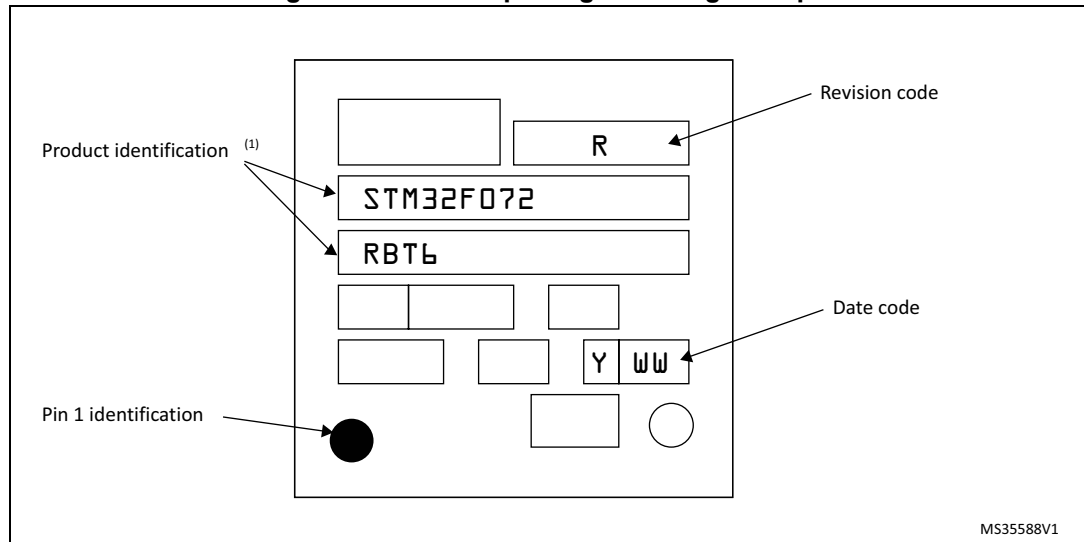 Revision code
R
Product identification (1)
STM32F072
RBT6
Date code
Y WW
Pin 1 identification
MS35588V1